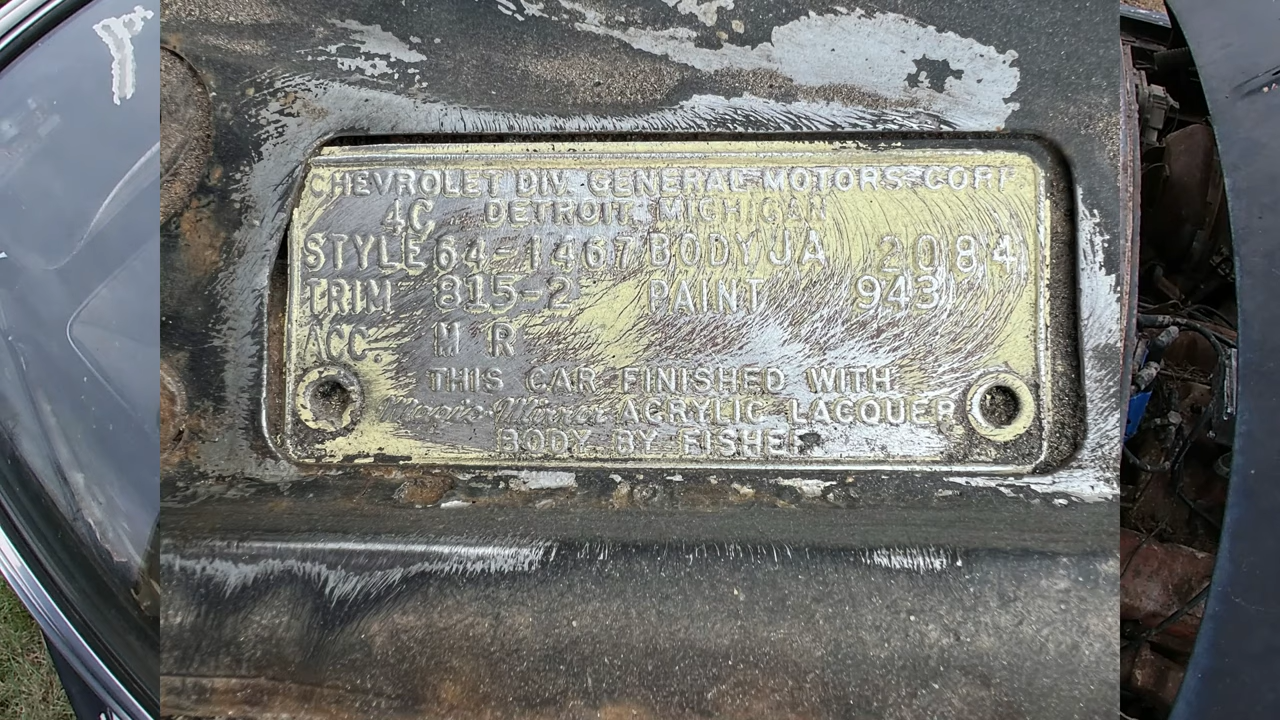 CHEVROLET DIV. GENERAL MOTORS CORP
4C DETROIT, MICHIGAN
STYLE 64-1467 BODY JA 2084
TRIM 815-2 PAINT 943
ACC. M R
THIS CAR FINISHED WITH
Magic-Mirror ACRYLIC LACQUER
BODY BY FISHER